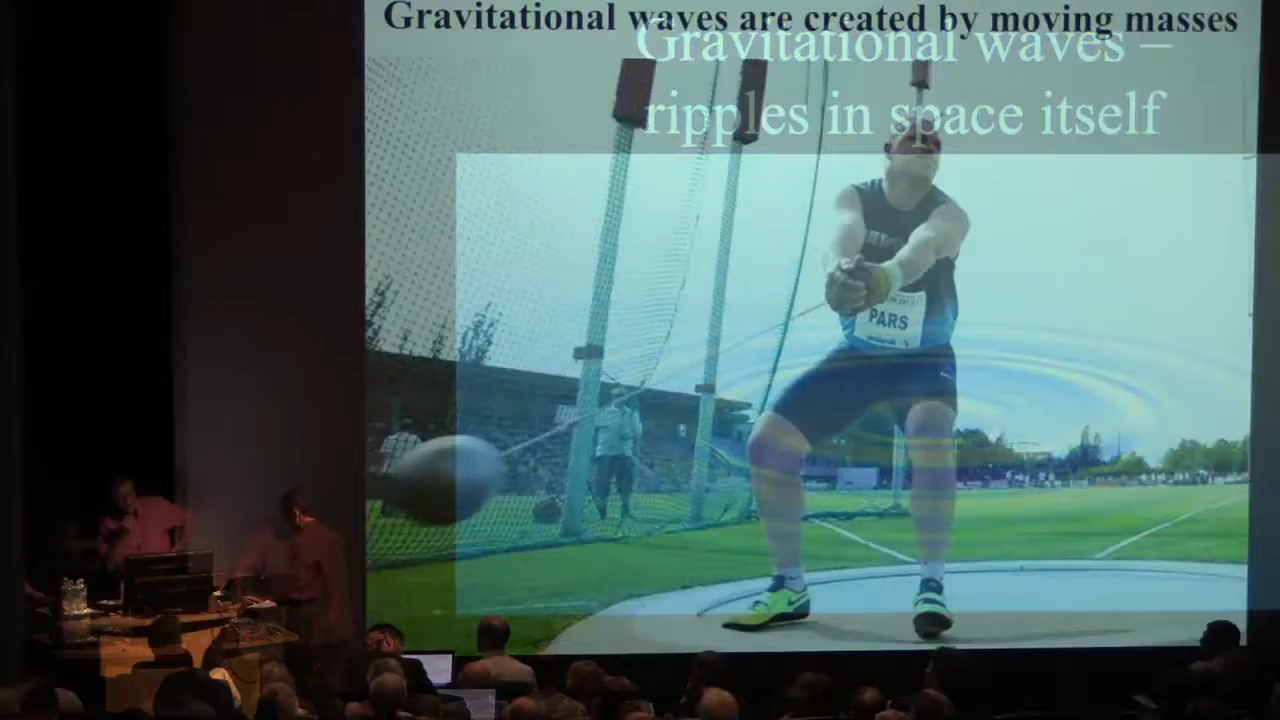 Gravitational waves are created by moving masses
Gravitational waves –
ripples in space itself
PARS